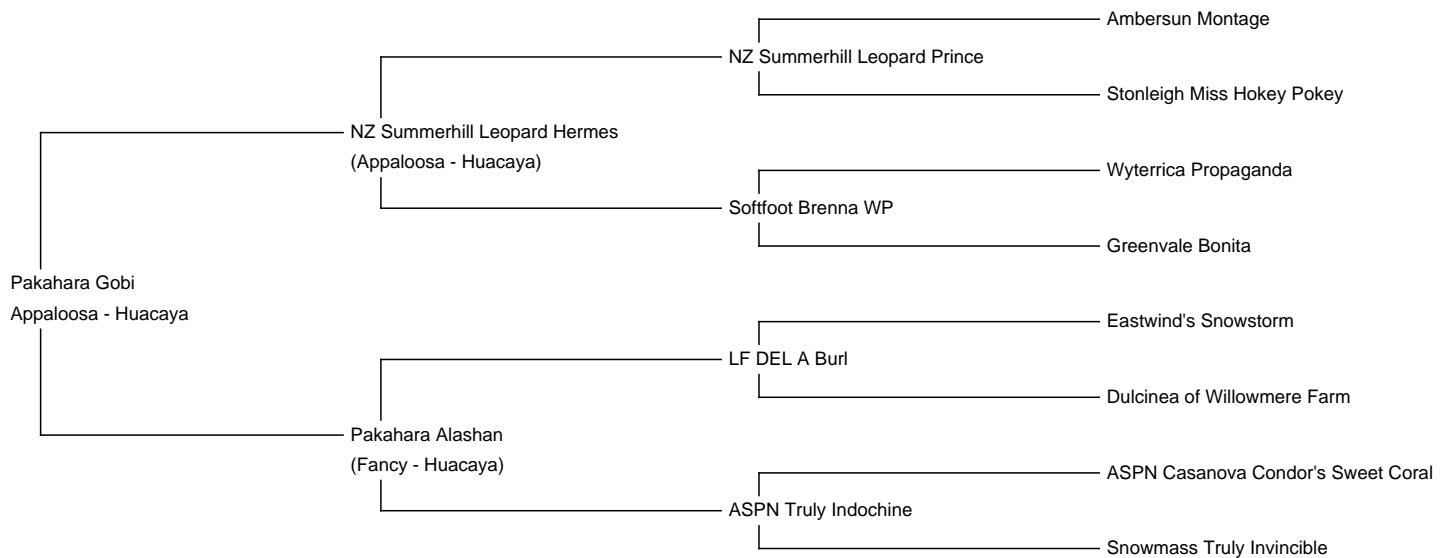 Ambersun Montage
NZ Summerhill Leopard Prince
Stonleigh Miss Hokey Pokey
NZ Summerhill Leopard Hermes
(Appaloosa - Huacaya)
Wyterrica Propaganda
Softfoot Brenna WP
Greenvale Bonita
Pakahara Gobi
Appaloosa - Huacaya
Eastwind's Snowstorm
LF DEL A Burl
Dulcinea of Willowmere Farm
Pakahara Alashan
(Fancy - Huacaya)
ASPN Casanova Condor's Sweet Coral
ASPN Truly Indochine
Snowmass Truly Invincible